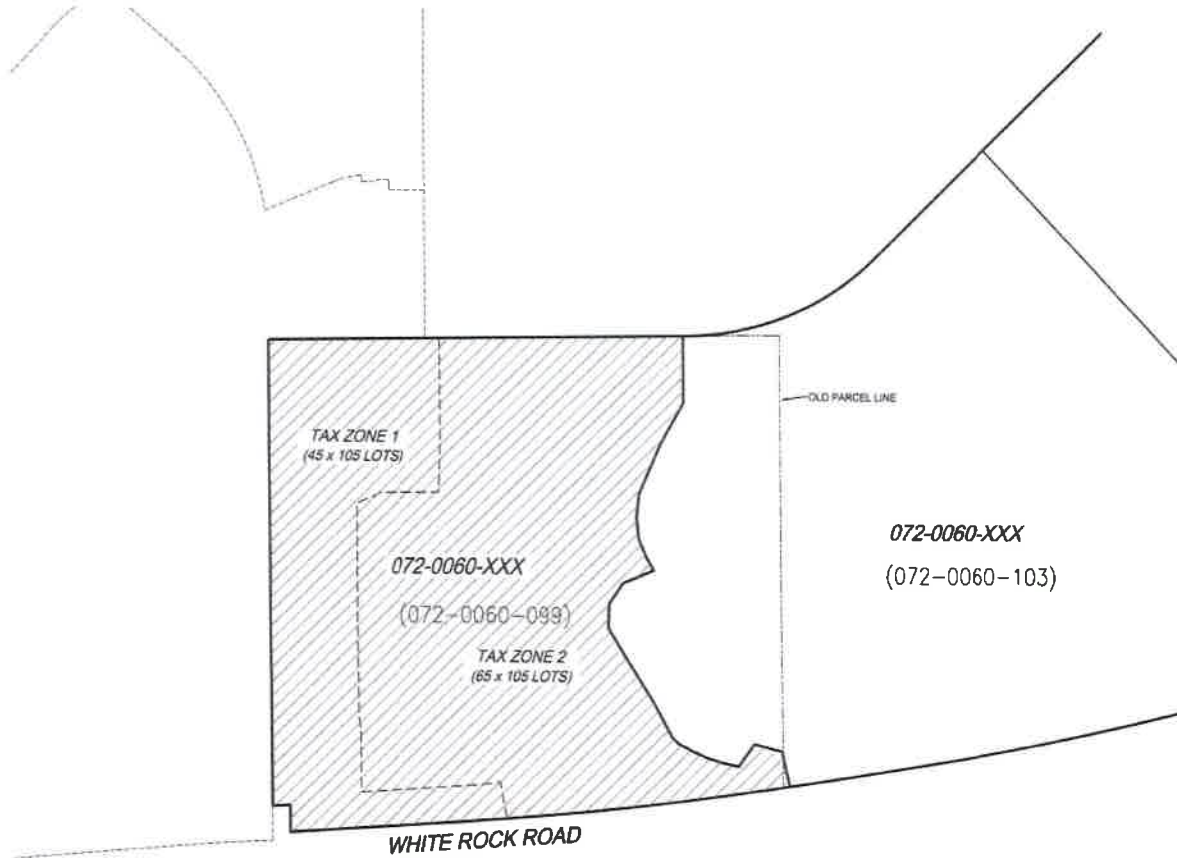 OLD PARCEL LINE
TAX ZONE 1
(45 x 105 LOTS)
072-0060-XXX
(072-0060-103)
072-0060-XXX
(072-0060-099)
TAX ZONE 2
(65 x 105 LOTS)
WHITE ROCK ROAD